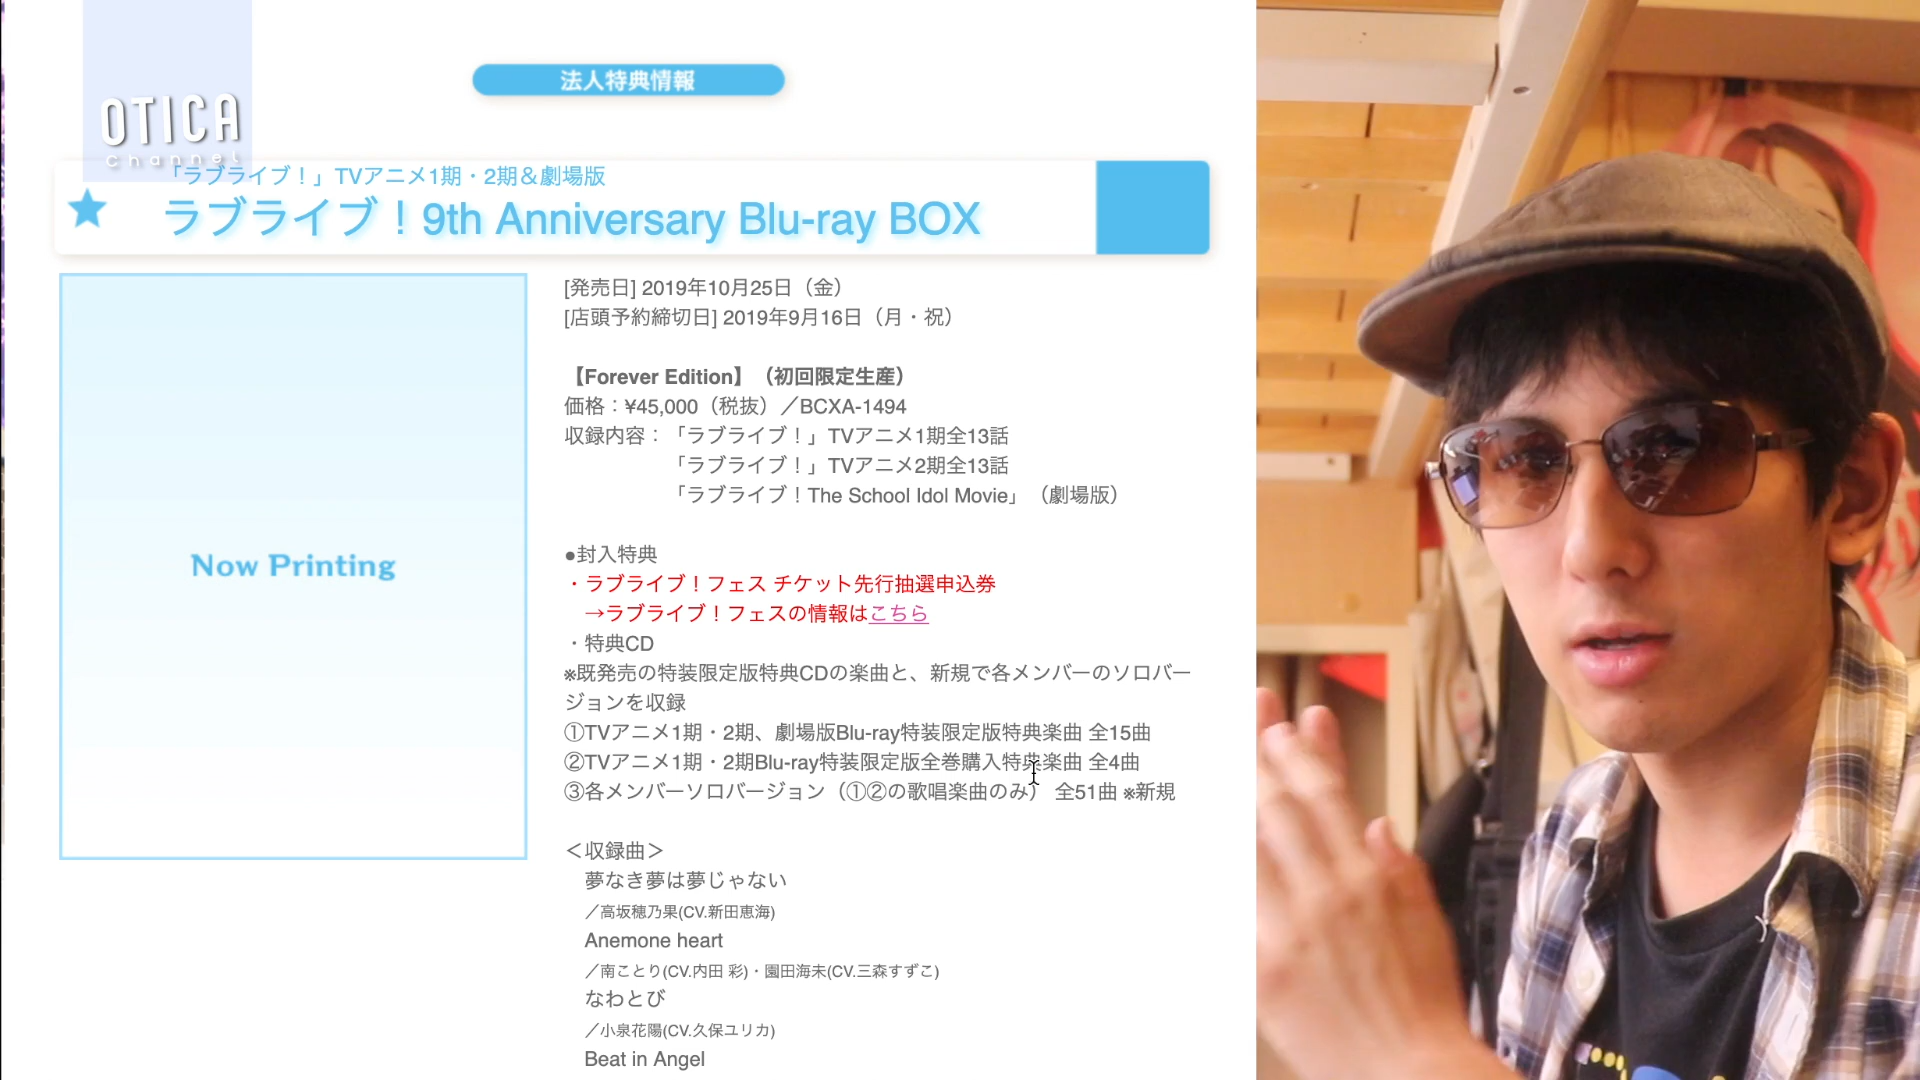 法人特典情報
OTICA
Channel
「ラブライブ！」TVアニメ1期・2期＆劇場版
ラブライブ！9th Anniversary Blu-ray BOX
Now Printing
[発売日] 2019年10月25日（金）
[店頭予約締切日] 2019年9月16日（月・祝）
【Forever Edition】（初回限定生産）
価格：¥45,000（税抜）／BCXA-1494
収録内容：「ラブライブ！」TVアニメ1期全13話
「ラブライブ！」TVアニメ2期全13話
「ラブライブ！The School Idol Movie」（劇場版）
●封入特典
・ラブライブ！フェス チケット先行抽選申込券
→ラブライブ！フェスの情報はこちら
・特典CD
※既発売の特装限定版特典CDの楽曲と、新規で各メンバーのソロバー
ジョンを収録
①TVアニメ1期・2期、劇場版Blu-ray特装限定版特典楽曲 全15曲
②TVアニメ1期・2期Blu-ray特装限定版全巻購入特典楽曲 全4曲
③各メンバーソロバージョン（①②の歌唱楽曲のみ） 全51曲 ※新規
＜収録曲＞
夢なき夢は夢じゃない
／高坂穂乃果(CV.新田恵海)
Anemone heart
／南ことり(CV.内田 彩)・園田海未(CV.三森すずこ)
なわとび
／小泉花陽(CV.久保ユリカ)
Beat in Angel